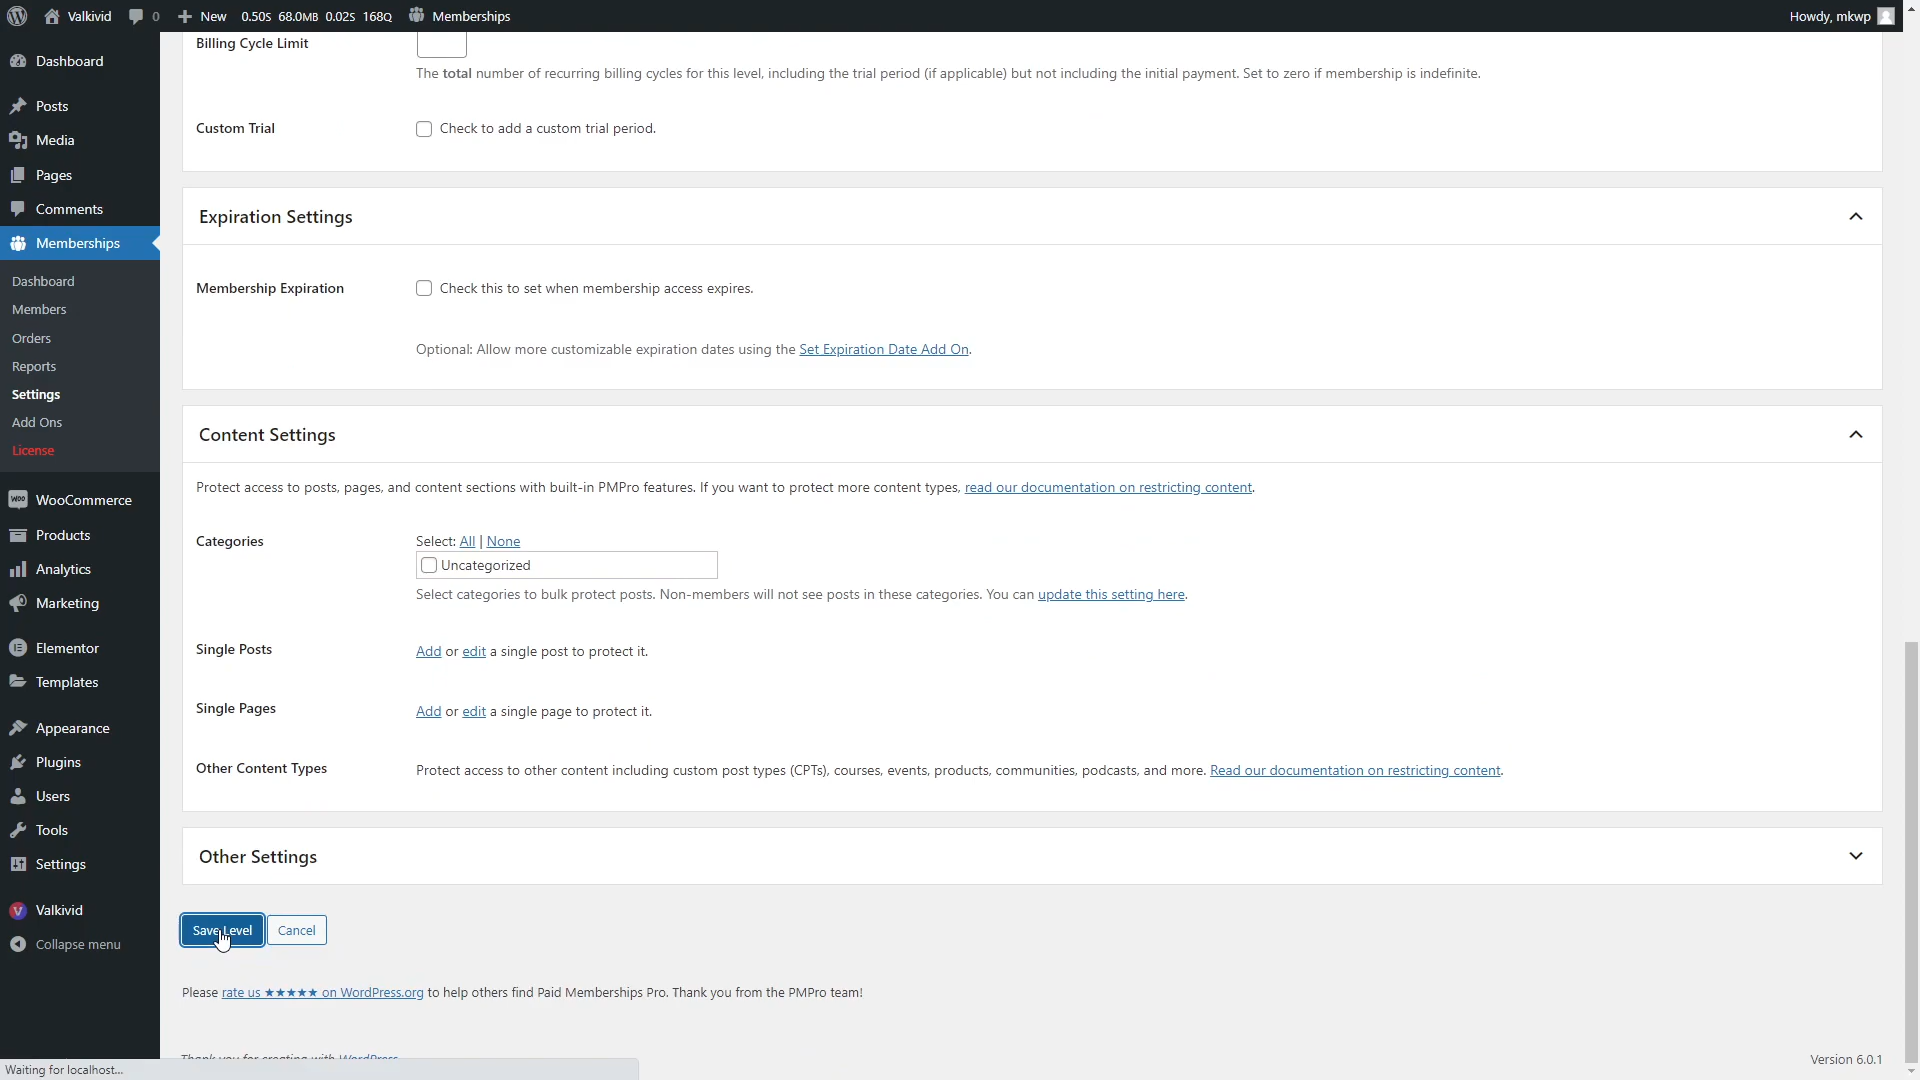 Valkivid 0 New 0.50s 68.0MB 0.02s 168Q Memberships Howdy, mkwp
Dashboard
Posts
Media
Pages
Comments
Memberships
Dashboard
Members
Orders
Reports
Settings
Add Ons
License
WooCommerce
Products
Analytics
Marketing
Elementor
Templates
Appearance
Plugins
Users
Tools
Settings
Valkivid
Collapse menu
Billing Cycle Limit
The total number of recurring billing cycles for this level, including the trial period (if applicable) but not including the initial payment. Set to zero if membership is indefinite.
Custom Trial Check to add a custom trial period.
Expiration Settings
Membership Expiration Check this to set when membership access expires.
Optional: Allow more customizable expiration dates using the Set Expiration Date Add On.
Content Settings
Protect access to posts, pages, and content sections with built-in PMPro features. If you want to protect more content types, read our documentation on restricting content.
Categories Select: All | None
Uncategorized
Select categories to bulk protect posts. Non-members will not see posts in these categories. You can update this setting here.
Single Posts Add or edit a single post to protect it.
Single Pages Add or edit a single page to protect it.
Other Content Types Protect access to other content including custom post types (CPTs), courses, events, products, communities, podcasts, and more. Read our documentation on restricting content.
Other Settings
Save Level Cancel
Please rate us ★★★★★ on WordPress.org to help others find Paid Memberships Pro. Thank you from the PMPro team!
Thank you for creating with WordPress
Version 6.0.1
Waiting for localhost...